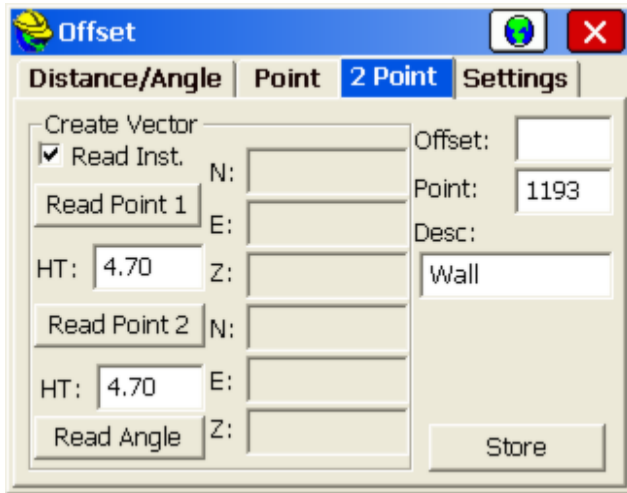 Offset
Distance/Angle Point 2 Point Settings
Create Vector
Read Inst.
Read Point 1
HT: 4.70
Read Point 2
HT: 4.70
Read Angle
N:
E:
Z:
N:
E:
Z:
Offset:
Point: 1193
Desc:
Wall
Store